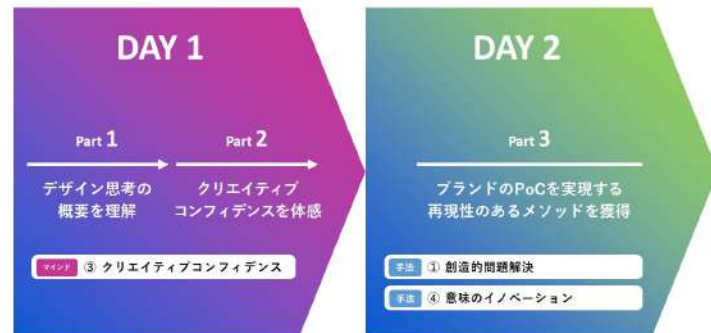 DAY 1
Part 1
デザイン思考の
概要を理解
Part 2
クリエイティブ
コンフィデンスを体感
マインド ③ クリエイティブコンフィデンス
DAY 2
Part 3
ブランドのPoCを実現する
再現性のあるメソッドを獲得
手法 ① 創造的問題解決
手法 ④ 意味のイノベーション